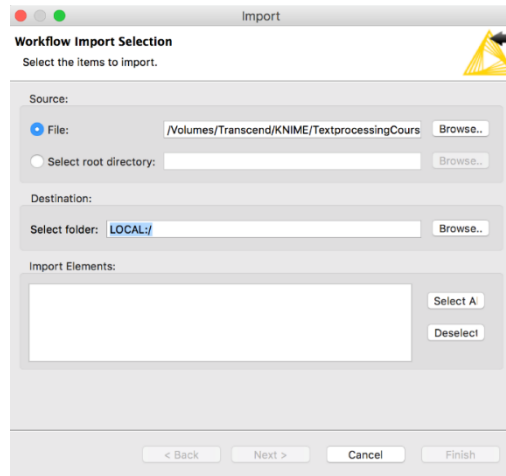 Import
Workflow Import Selection
Select the items to import.
Source:
File: /Volumes/Transcend/KNIME/TextprocessingCours Browse..
Select root directory: Browse..
Destination:
Select folder: LOCAL:/ Browse..
Import Elements:
Select Al
Deselect
< Back Next > Cancel Finish